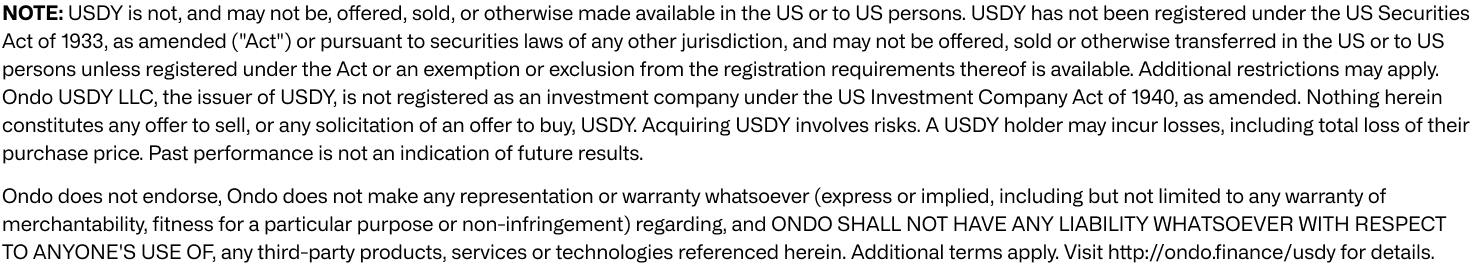 NOTE: USDY is not, and may not be, offered, sold, or otherwise made available in the US or to US persons. USDY has not been registered under the US Securities
Act of 1933, as amended ("Act") or pursuant to securities laws of any other jurisdiction, and may not be offered, sold or otherwise transferred in the US or to US
persons unless registered under the Act or an exemption or exclusion from the registration requirements thereof is available. Additional restrictions may apply.
Ondo USDY LLC, the issuer of USDY, is not registered as an investment company under the US Investment Company Act of 1940, as amended. Nothing herein
constitutes any offer to sell, or any solicitation of an offer to buy, USDY. Acquiring USDY involves risks. A USDY holder may incur losses, including total loss of their
purchase price. Past performance is not an indication of future results.
Ondo does not endorse, Ondo does not make any representation or warranty whatsoever (express or implied, including but not limited to any warranty of
merchantability, fitness for a particular purpose or non-infringement) regarding, and ONDO SHALL NOT HAVE ANY LIABILITY WHATSOEVER WITH RESPECT
TO ANYONE'S USE OF, any third-party products, services or technologies referenced herein. Additional terms apply. Visit http://ondo.finance/usdy for details.